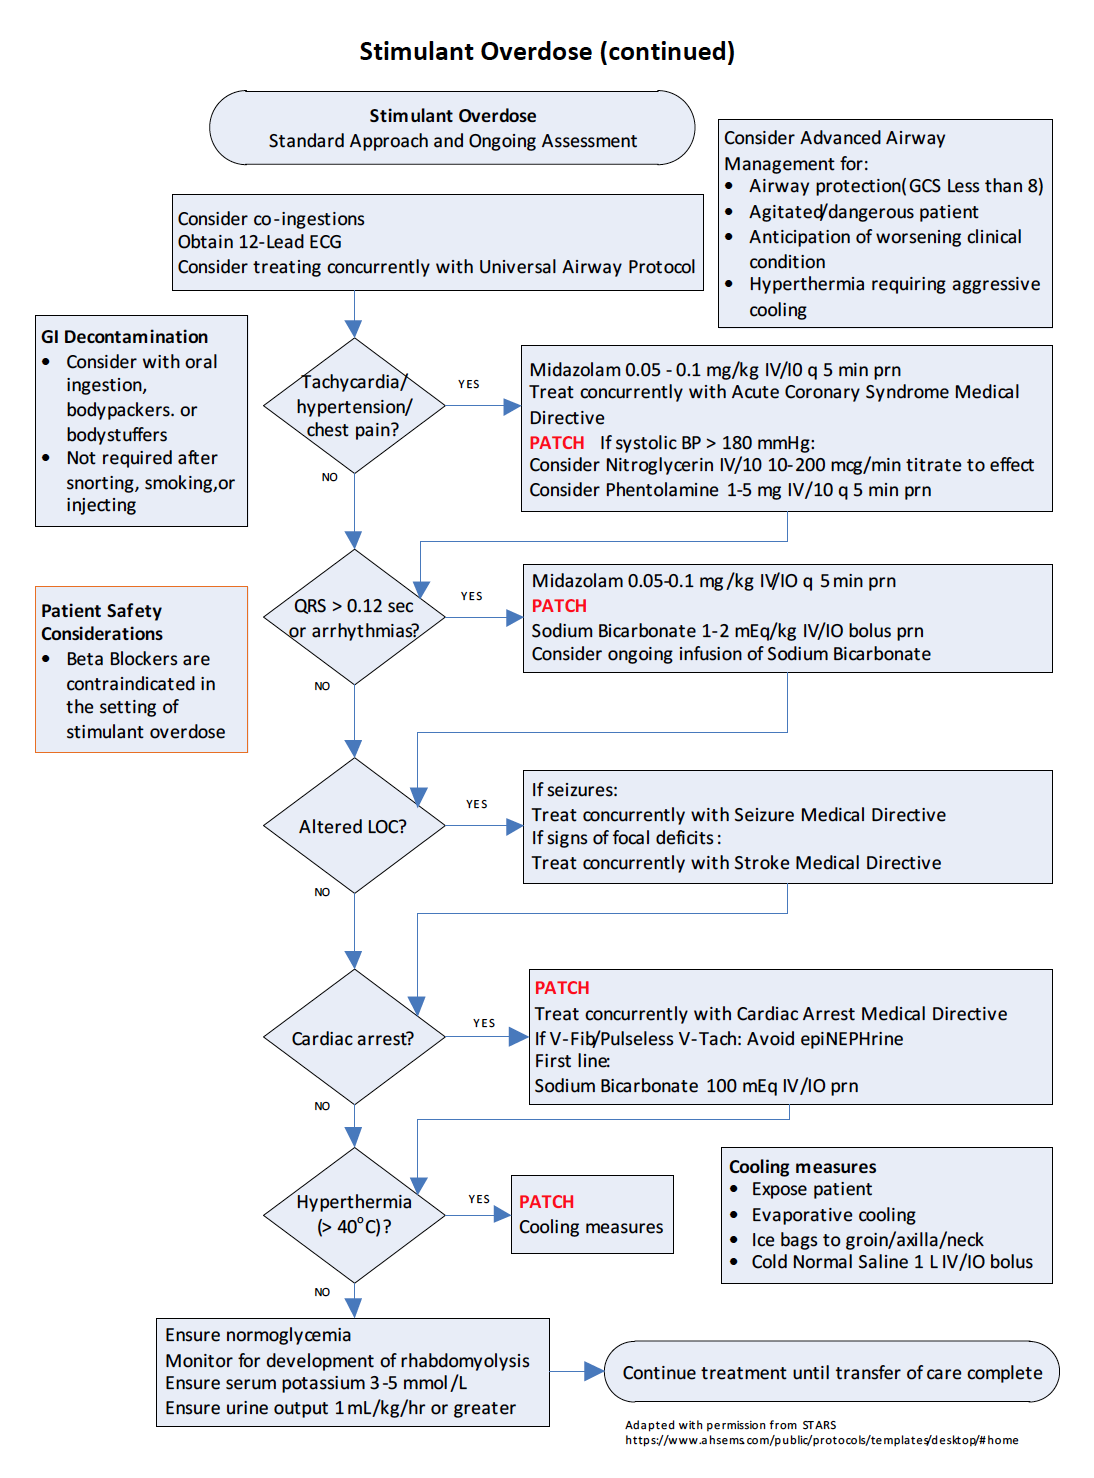 Stimulant Overdose (continued)
Stimulant Overdose
Standard Approach and Ongoing Assessment
Consider Advanced Airway
Management for:
• Airway protection(GCS Less than 8)
• Agitated/dangerous patient
• Anticipation of worsening clinical
condition
• Hyperthermia requiring aggressive
cooling
Consider co-ingestions
Obtain 12-Lead ECG
Consider treating concurrently with Universal Airway Protocol
GI Decontamination
• Consider with oral
ingestion,
bodypackers. or
bodystuffers
• Not required after
snorting, smoking,or
injecting
Tachycardia/
hypertension/
chest pain?
YES
NO
Midazolam 0.05 - 0.1 mg/kg IV/IO q 5 min prn
Treat concurrently with Acute Coronary Syndrome Medical
Directive
PATCH If systolic BP > 180 mmHg:
Consider Nitroglycerin IV/10 10-200 mcg/min titrate to effect
Consider Phentolamine 1-5 mg IV/10 q 5 min prn
Patient Safety
Considerations
• Beta Blockers are
contraindicated in
the setting of
stimulant overdose
QRS > 0.12 sec
or arrhythmias?
YES
NO
Midazolam 0.05-0.1 mg/kg IV/IO q 5 min prn
PATCH
Sodium Bicarbonate 1-2 mEq/kg IV/IO bolus prn
Consider ongoing infusion of Sodium Bicarbonate
Altered LOC?
YES
NO
If seizures:
Treat concurrently with Seizure Medical Directive
If signs of focal deficits:
Treat concurrently with Stroke Medical Directive
Cardiac arrest?
YES
NO
PATCH
Treat concurrently with Cardiac Arrest Medical Directive
If V-Fib/Pulseless V-Tach: Avoid epiNEPHrine
First line:
Sodium Bicarbonate 100 mEq IV/IO prn
Hyperthermia
(> 40°C)?
YES
NO
PATCH
Cooling measures
Cooling measures
• Expose patient
• Evaporative cooling
• Ice bags to groin/axilla/neck
• Cold Normal Saline 1 L IV/IO bolus
Ensure normoglycemia
Monitor for development of rhabdomyolysis
Ensure serum potassium 3-5 mmol/L
Ensure urine output 1mL/kg/hr or greater
Continue treatment until transfer of care complete
Adapted with permission from STARS
https://www.ahsems.com/public/protocols/templates/desktop/#home